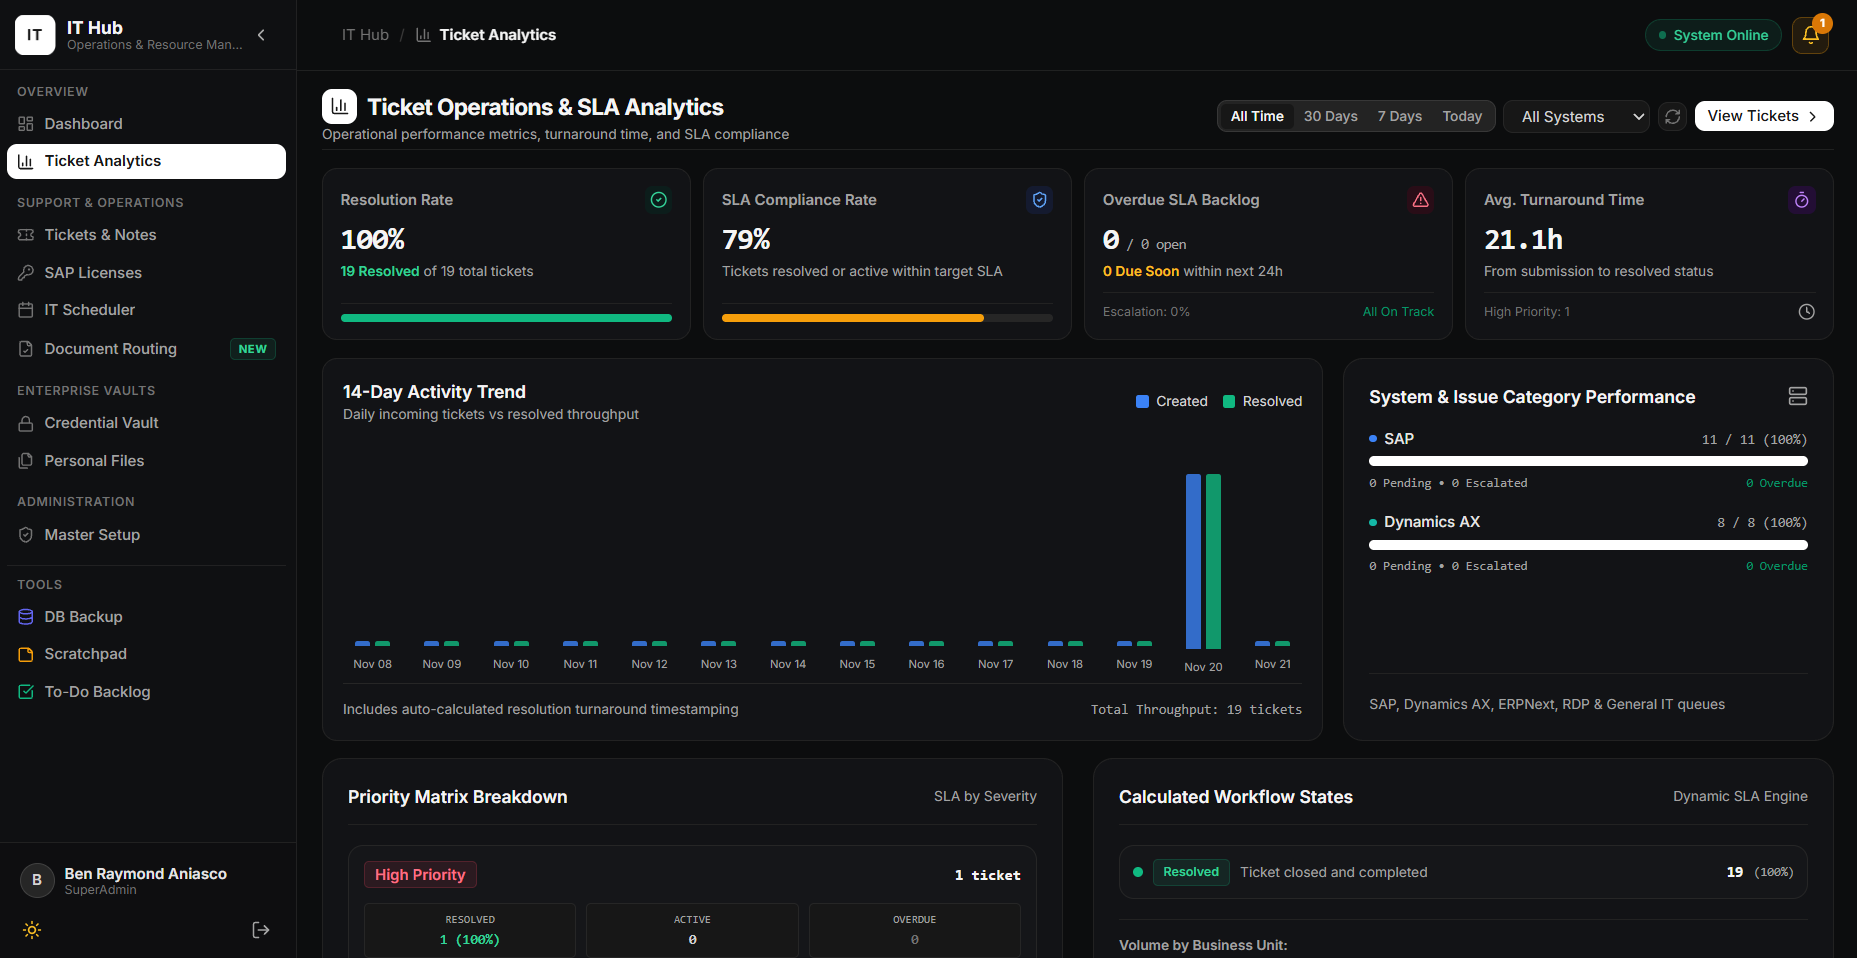 IT
IT Hub
Operations & Resource Man...
OVERVIEW
Dashboard
Ticket Analytics
SUPPORT & OPERATIONS
Tickets & Notes
SAP Licenses
IT Scheduler
Document Routing NEW
ENTERPRISE VAULTS
Credential Vault
Personal Files
ADMINISTRATION
Master Setup
TOOLS
DB Backup
Scratchpad
To-Do Backlog
B
Ben Raymond Aniasco
SuperAdmin
IT Hub / Ticket Analytics
System Online
1
Ticket Operations & SLA Analytics
Operational performance metrics, turnaround time, and SLA compliance
All Time 30 Days 7 Days Today
All Systems
View Tickets
Resolution Rate
100%
19 Resolved of 19 total tickets
SLA Compliance Rate
79%
Tickets resolved or active within target SLA
Overdue SLA Backlog
0 / 0 open
0 Due Soon within next 24h
Escalation: 0% All On Track
Avg. Turnaround Time
21.1h
From submission to resolved status
High Priority: 1
14-Day Activity Trend
Daily incoming tickets vs resolved throughput
Created Resolved
Nov 08 Nov 09 Nov 10 Nov 11 Nov 12 Nov 13 Nov 14 Nov 15 Nov 16 Nov 17 Nov 18 Nov 19 Nov 20 Nov 21
Includes auto-calculated resolution turnaround timestamping
Total Throughput: 19 tickets
System & Issue Category Performance
SAP 11 / 11 (100%)
0 Pending • 0 Escalated 0 Overdue
Dynamics AX 8 / 8 (100%)
0 Pending • 0 Escalated 0 Overdue
SAP, Dynamics AX, ERPNext, RDP & General IT queues
Priority Matrix Breakdown
SLA by Severity
High Priority 1 ticket
RESOLVED
1 (100%)
ACTIVE
0
OVERDUE
0
Calculated Workflow States
Dynamic SLA Engine
Resolved Ticket closed and completed 19 (100%)
Volume by Business Unit: